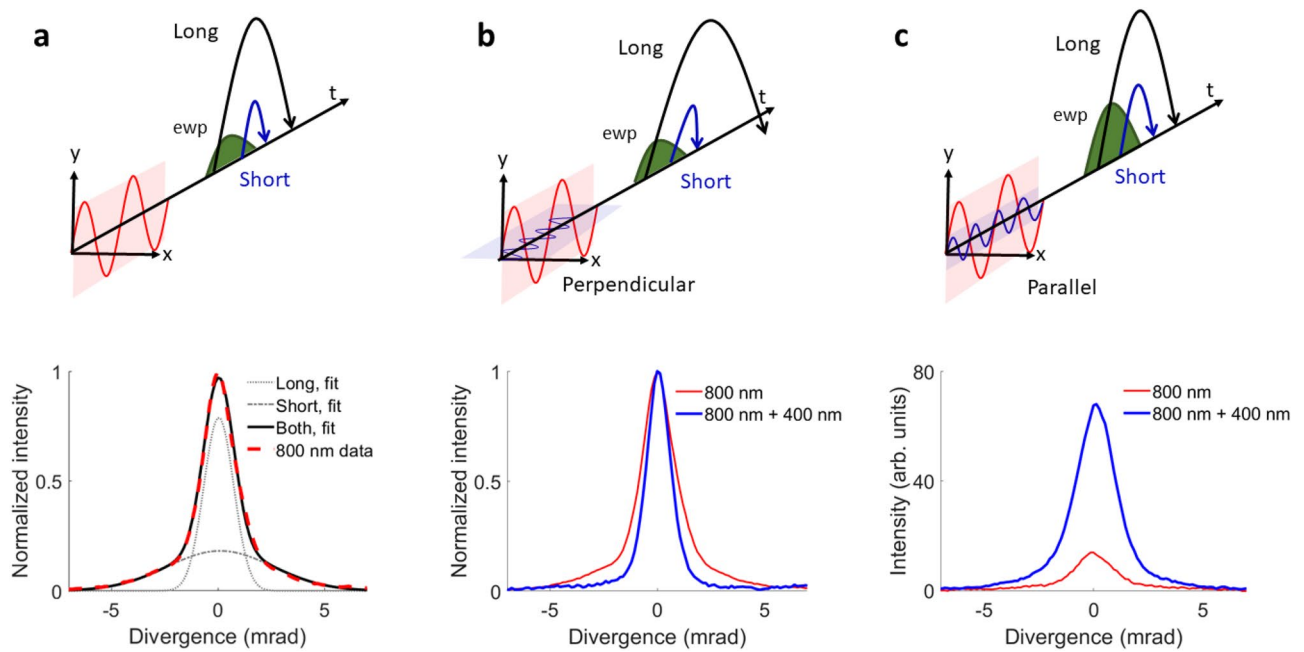 a
Long
t
ewp
y
Short
x
b
Long
t
ewp
y
Short
x
Perpendicular
c
Long
t
ewp
y
Short
x
Parallel
Normalized intensity
1
0.5
0
-5
0
5
Divergence (mrad)
Long, fit
Short, fit
Both, fit
800 nm data
Normalized intensity
1
0.5
0
-5
0
5
Divergence (mrad)
800 nm
800 nm + 400 nm
Intensity (arb. units)
80
40
0
-5
0
5
Divergence (mrad)
800 nm
800 nm + 400 nm